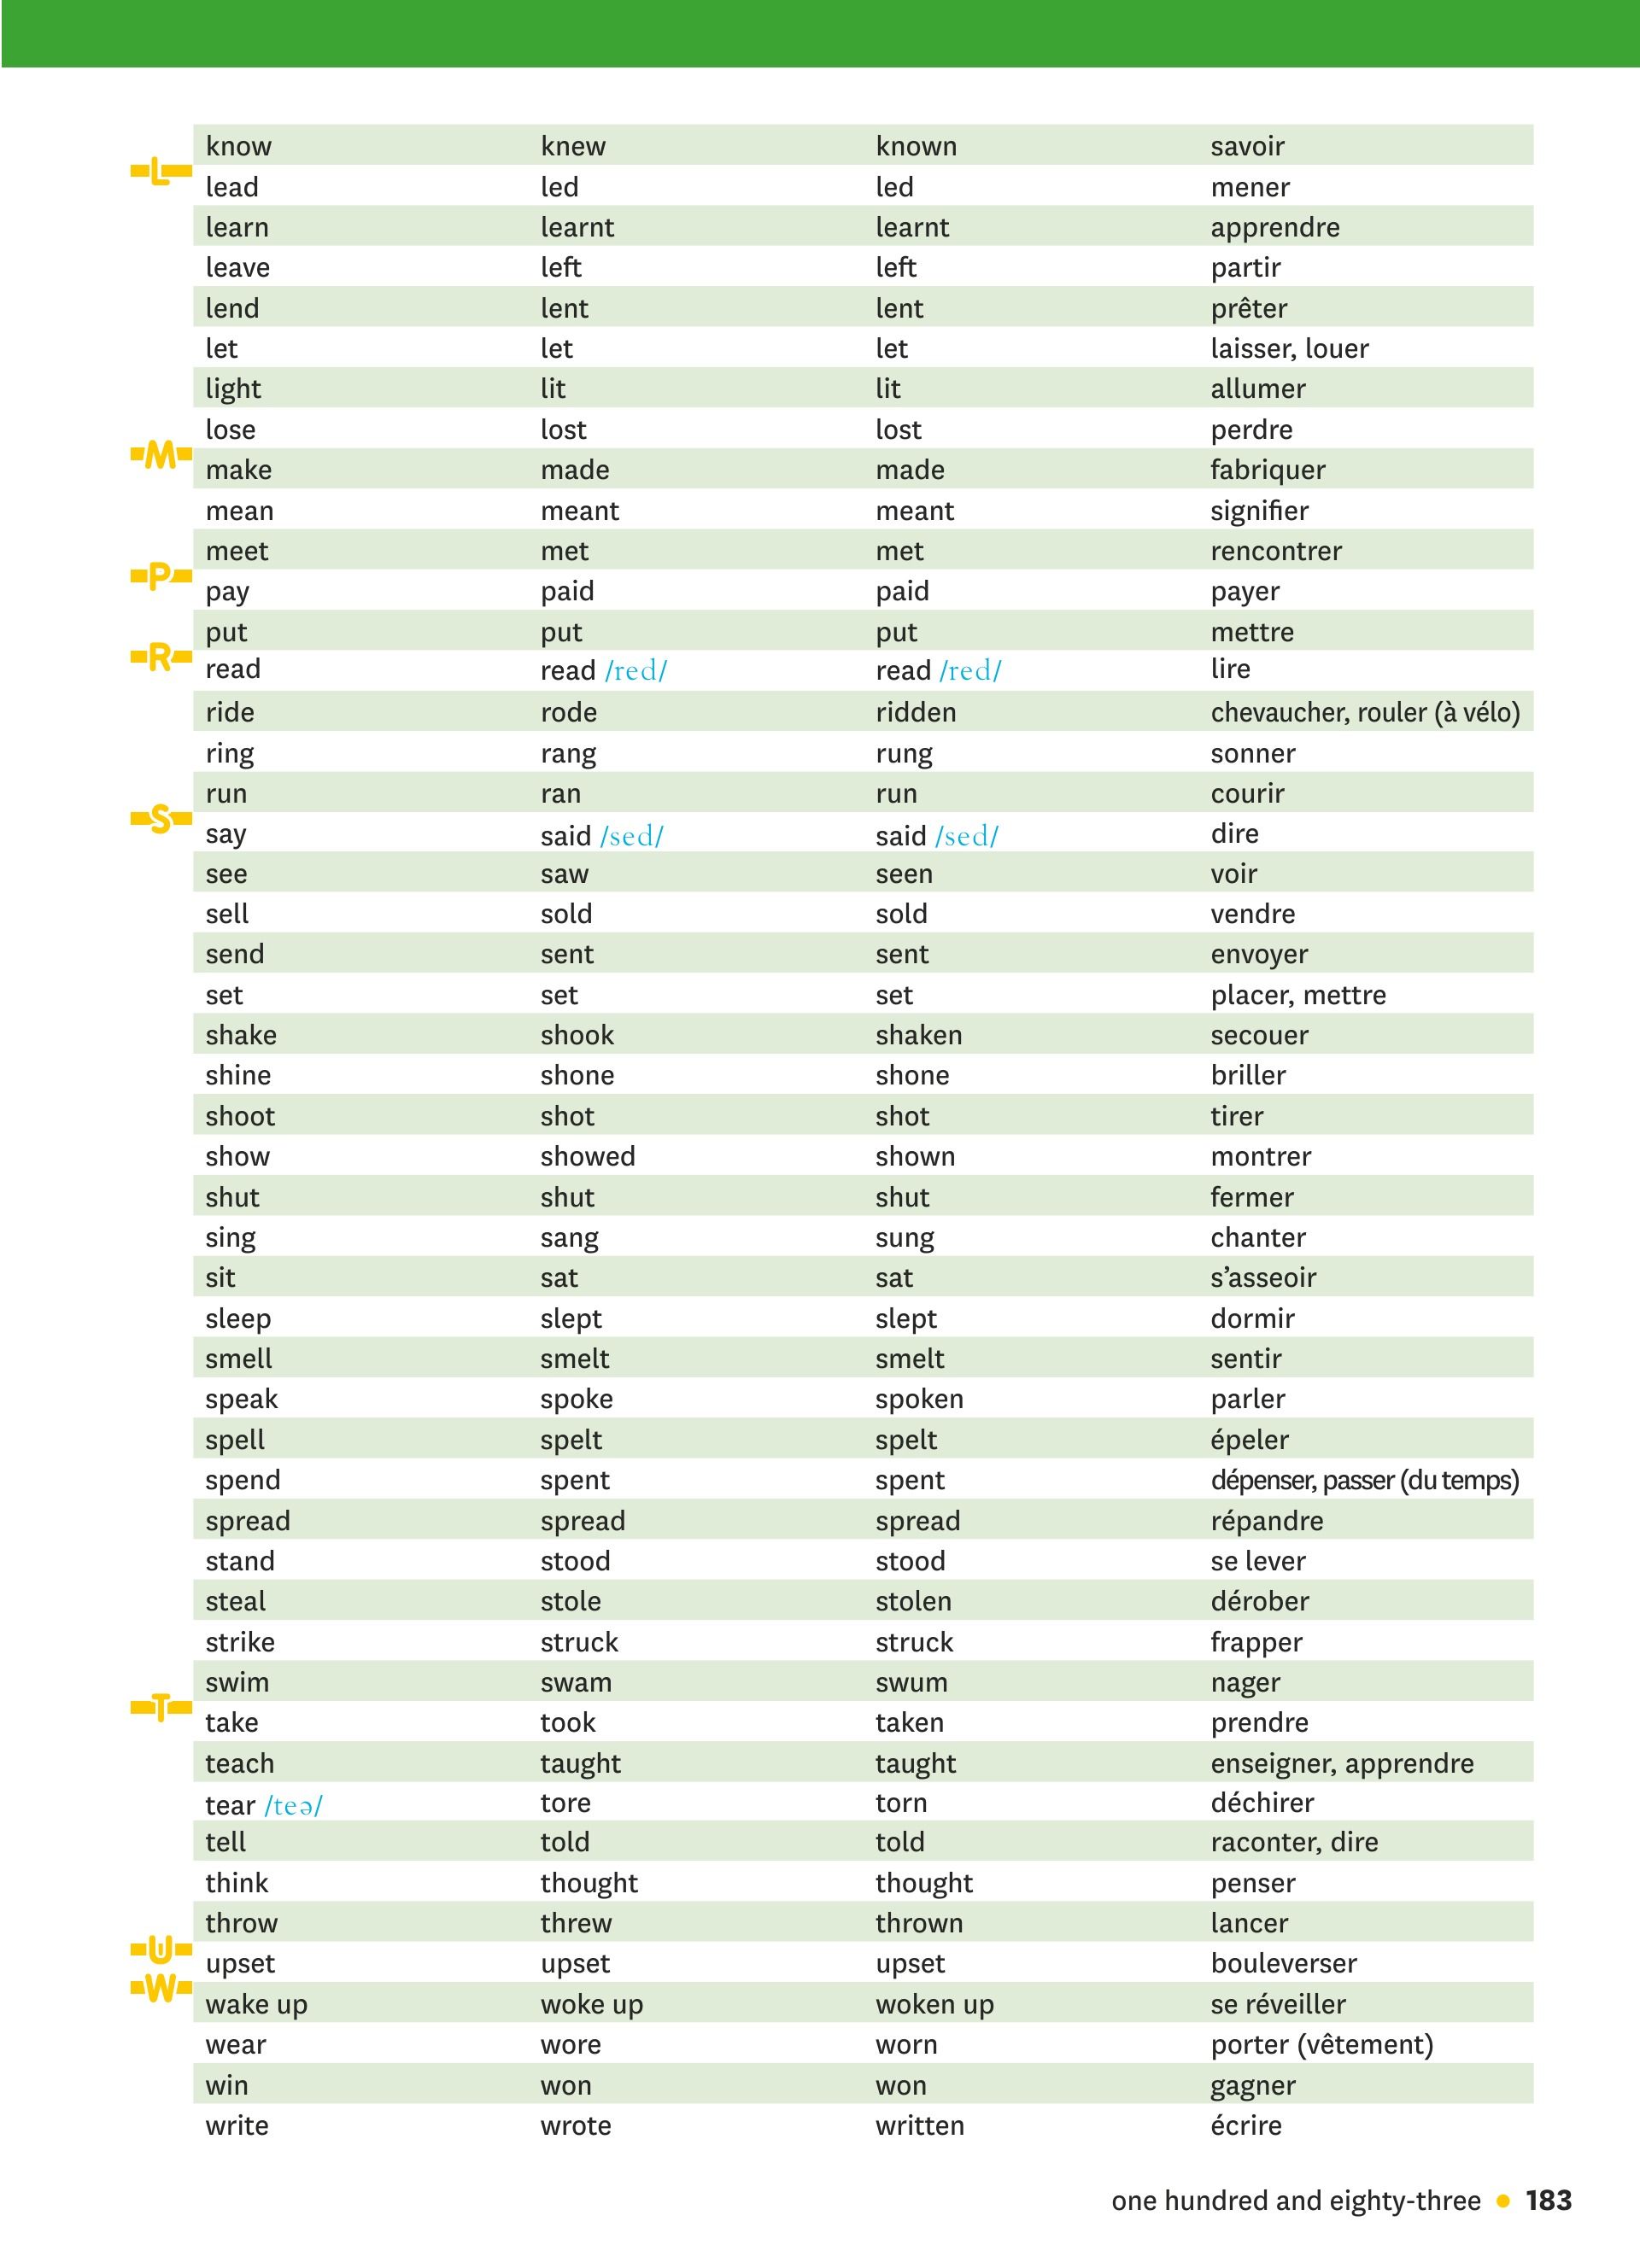 know knew known savoir
L
lead led led mener
learn learnt learnt apprendre
leave left left partir
lend lent lent prêter
let let let laisser, louer
light lit lit allumer
lose lost lost perdre
M
make made made fabriquer
mean meant meant signifier
meet met met rencontrer
P
pay paid paid payer
put put put mettre
R
read read /red/ read /red/ lire
ride rode ridden chevaucher, rouler (à vélo)
ring rang rung sonner
run ran run courir
S
say said /sed/ said /sed/ dire
see saw seen voir
sell sold sold vendre
send sent sent envoyer
set set set placer, mettre
shake shook shaken secouer
shine shone shone briller
shoot shot shot tirer
show showed shown montrer
shut shut shut fermer
sing sang sung chanter
sit sat sat s’asseoir
sleep slept slept dormir
smell smelt smelt sentir
speak spoke spoken parler
spell spelt spelt épeler
spend spent spent dépenser, passer (du temps)
spread spread spread répandre
stand stood stood se lever
steal stole stolen dérober
strike struck struck frapper
swim swam swum nager
T
take took taken prendre
teach taught taught enseigner, apprendre
tear /teə/ tore torn déchirer
tell told told raconter, dire
think thought thought penser
throw threw thrown lancer
U
upset upset upset bouleverser
W
wake up woke up woken up se réveiller
wear wore worn porter (vêtement)
win won won gagner
write wrote written écrire
one hundred and eighty-three • 183